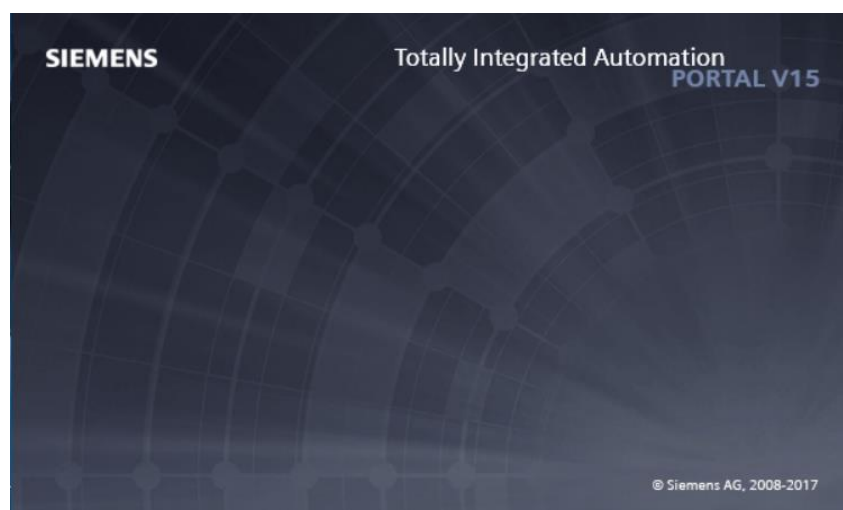 SIEMENS
Totally Integrated Automation
PORTAL V15
© Siemens AG, 2008-2017